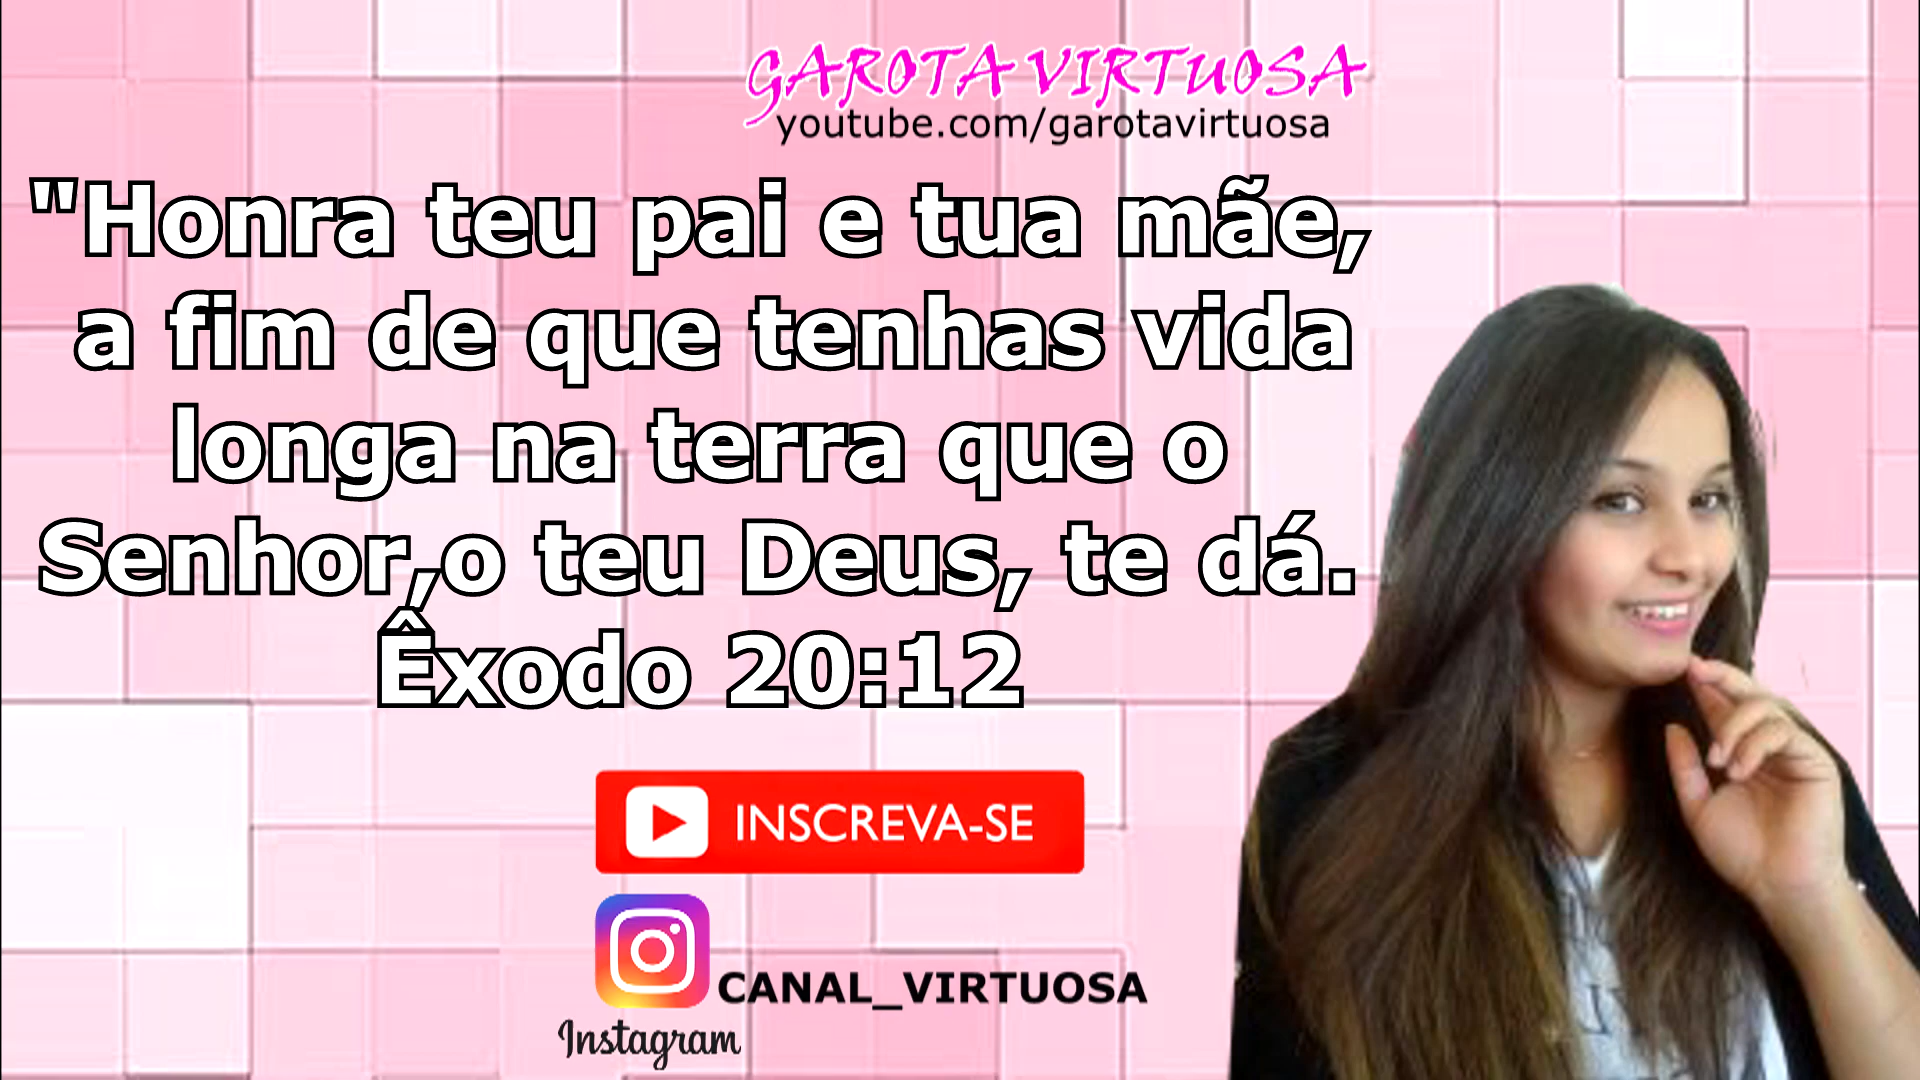 GAROTA VIRTUOSA
youtube.com/garotavirtuosa
"Honra teu pai e tua mãe,
a fim de que tenhas vida
longa na terra que o
Senhor,o teu Deus, te dá.
Êxodo 20:12
INSCREVA-SE
CANAL_VIRTUOSA
Instagram